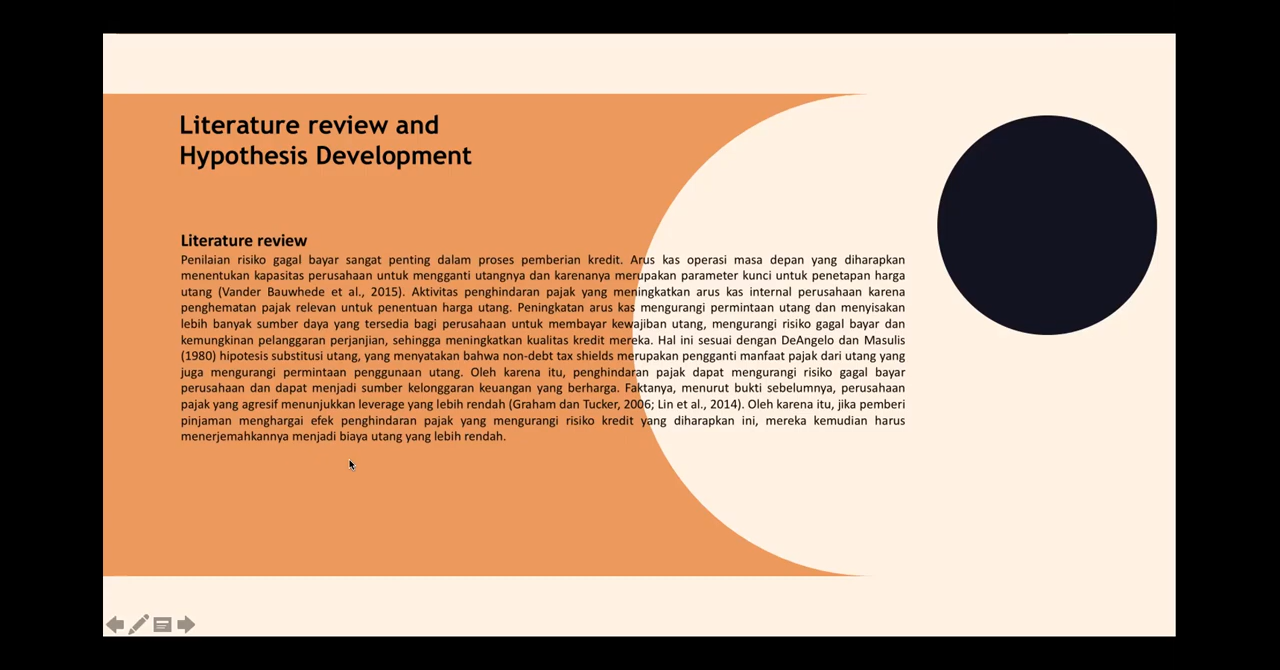 Literature review and
Hypothesis Development
Literature review
Penilaian risiko gagal bayar sangat penting dalam proses pemberian kredit. Arus kas operasi masa depan yang diharapkan
menentukan kapasitas perusahaan untuk mengganti utangnya dan karenanya merupakan parameter kunci untuk penetapan harga
utang (Vander Bauwhede et al., 2015). Aktivitas penghindaran pajak yang meningkatkan arus kas internal perusahaan karena
penghematan pajak relevan untuk penentuan harga utang. Peningkatan arus kas mengurangi permintaan utang dan menyisakan
lebih banyak sumber daya yang tersedia bagi perusahaan untuk membayar kewajiban utang, mengurangi risiko gagal bayar dan
kemungkinan pelanggaran perjanjian, sehingga meningkatkan kualitas kredit mereka. Hal ini sesuai dengan DeAngelo dan Masulis
(1980) hipotesis substitusi utang, yang menyatakan bahwa non-debt tax shields merupakan pengganti manfaat pajak dari utang yang
juga mengurangi permintaan penggunaan utang. Oleh karena itu, penghindaran pajak dapat mengurangi risiko gagal bayar
perusahaan dan dapat menjadi sumber kelonggaran keuangan yang berharga. Faktanya, menurut bukti sebelumnya, perusahaan
pajak yang agresif menunjukkan leverage yang lebih rendah (Graham dan Tucker, 2006; Lin et al., 2014). Oleh karena itu, jika pemberi
pinjaman menghargai efek penghindaran pajak yang mengurangi risiko kredit yang diharapkan ini, mereka kemudian harus
menerjemahkannya menjadi biaya utang yang lebih rendah.